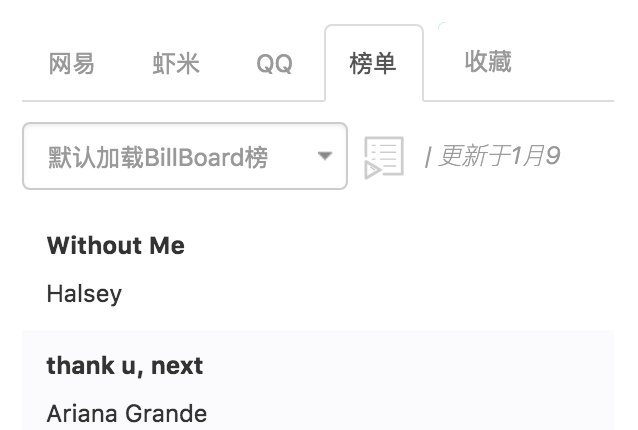 网易 虾米 QQ 榜单 收藏
默认加载BillBoard榜 | 更新于1月9
Without Me
Halsey
thank u, next
Ariana Grande